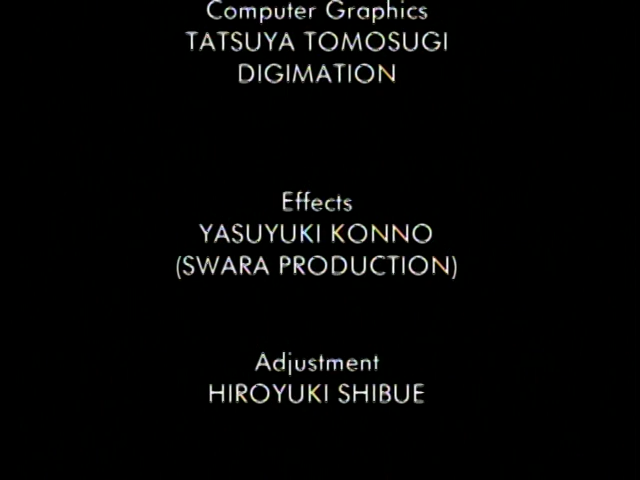 Computer Graphics
TATSUYA TOMOSUGI
DIGIMATION
Effects
YASUYUKI KONNO
(SWARA PRODUCTION)
Adjustment
HIROYUKI SHIBUE